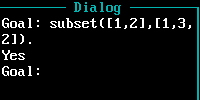 Dialog
Goal: subset([1,2],[1,3,
2]).
Yes
Goal: